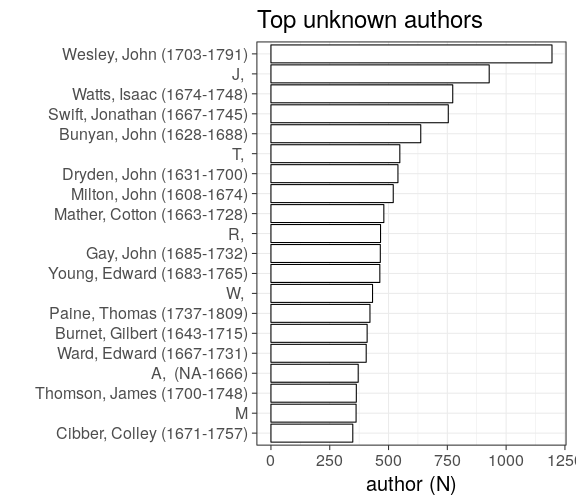 Top unknown authors
Wesley, John (1703-1791)
J,
Watts, Isaac (1674-1748)
Swift, Jonathan (1667-1745)
Bunyan, John (1628-1688)
T,
Dryden, John (1631-1700)
Milton, John (1608-1674)
Mather, Cotton (1663-1728)
R,
Gay, John (1685-1732)
Young, Edward (1683-1765)
W,
Paine, Thomas (1737-1809)
Burnet, Gilbert (1643-1715)
Ward, Edward (1667-1731)
A, (NA-1666)
Thomson, James (1700-1748)
M
Cibber, Colley (1671-1757)
0 250 500 750 1000
author (N)